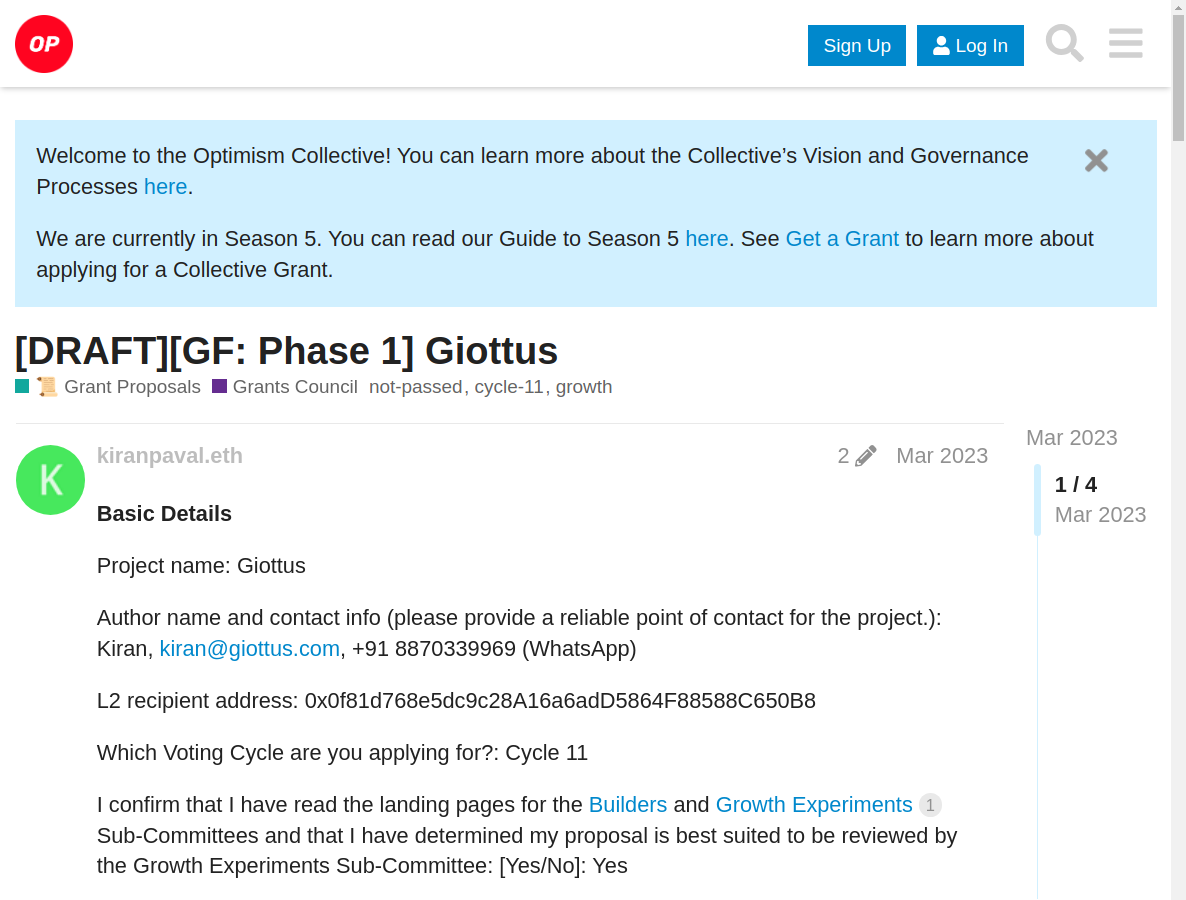 OP
Sign Up
Log In
Welcome to the Optimism Collective! You can learn more about the Collective’s Vision and Governance
Processes here.
We are currently in Season 5. You can read our Guide to Season 5 here. See Get a Grant to learn more about
applying for a Collective Grant.
[DRAFT][GF: Phase 1] Giottus
Grant Proposals Grants Council not-passed, cycle-11, growth
K
kiranpaval.eth 2 Mar 2023
Mar 2023
1 / 4
Mar 2023
Basic Details
Project name: Giottus
Author name and contact info (please provide a reliable point of contact for the project.):
Kiran, kiran@giottus.com, +91 8870339969 (WhatsApp)
L2 recipient address: 0x0f81d768e5dc9c28A16a6adD5864F88588C650B8
Which Voting Cycle are you applying for?: Cycle 11
I confirm that I have read the landing pages for the Builders and Growth Experiments 1
Sub-Committees and that I have determined my proposal is best suited to be reviewed by
the Growth Experiments Sub-Committee: [Yes/No]: Yes